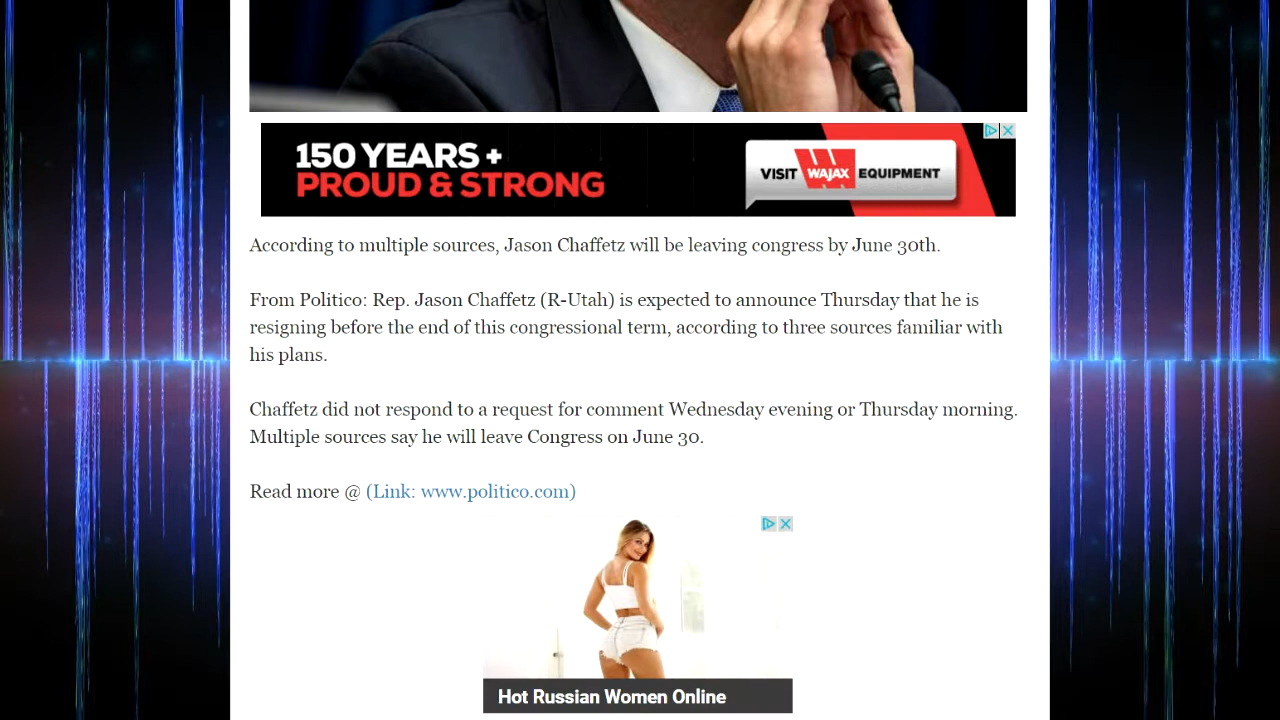 150 YEARS +
PROUD & STRONG
VISIT WAJAX EQUIPMENT
According to multiple sources, Jason Chaffetz will be leaving congress by June 30th.
From Politico: Rep. Jason Chaffetz (R-Utah) is expected to announce Thursday that he is
resigning before the end of this congressional term, according to three sources familiar with
his plans.
Chaffetz did not respond to a request for comment Wednesday evening or Thursday morning.
Multiple sources say he will leave Congress on June 30.
Read more @ (Link: www.politico.com)
Hot Russian Women Online